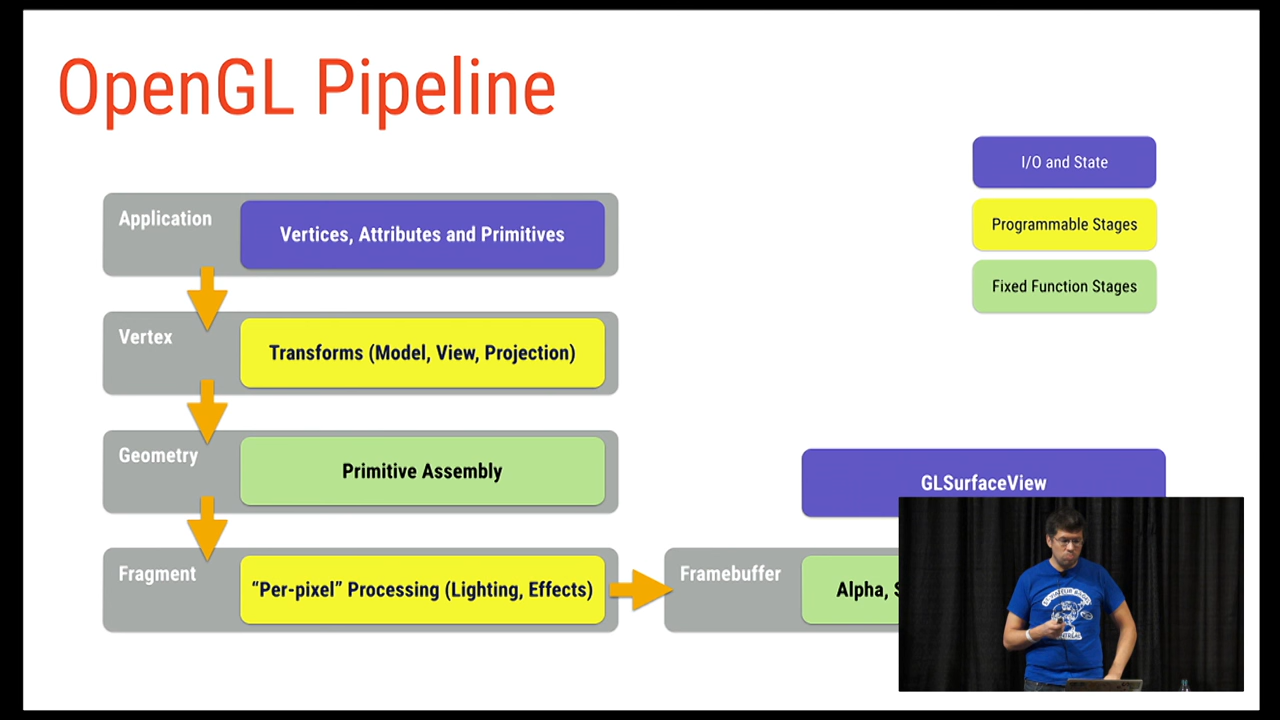 OpenGL Pipeline
I/O and State
Programmable Stages
Fixed Function Stages
Application
Vertices, Attributes and Primitives
Vertex
Transforms (Model, View, Projection)
Geometry
Primitive Assembly
GLSurfaceView
Fragment
“Per-pixel” Processing (Lighting, Effects)
Framebuffer
Alpha,